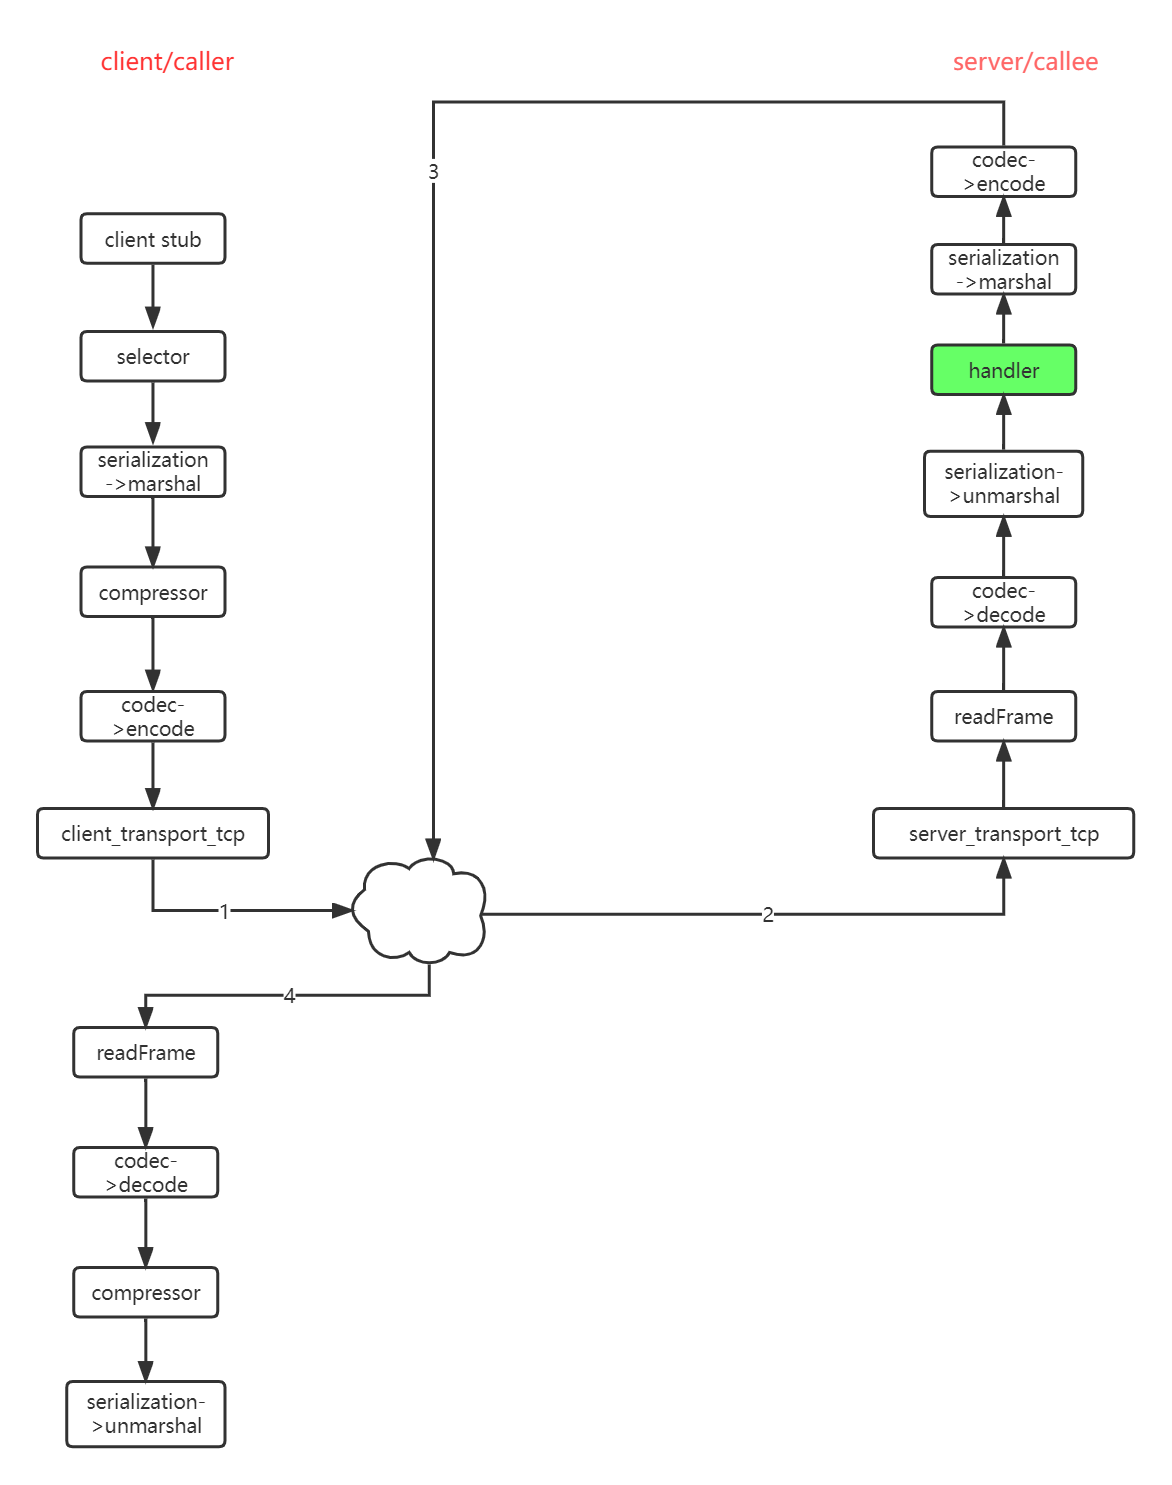 client/caller
server/callee
client stub
selector
serialization
->marshal
compressor
codec-
>encode
client_transport_tcp
1
2
server_transport_tcp
readFrame
codec-
>decode
serialization-
>unmarshal
handler
serialization
->marshal
codec-
>encode
3
4
readFrame
codec-
>decode
compressor
serialization-
>unmarshal